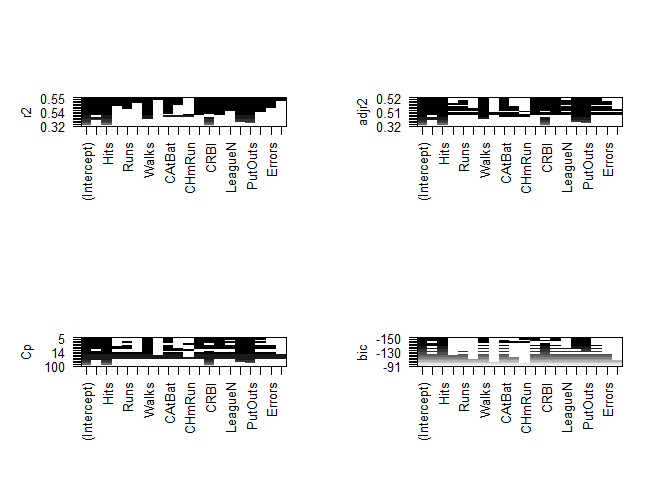 r2
0.55
0.54
0.32
(Intercept)
Hits
Runs
Walks
CAtBat
CHmRun
CRBI
LeagueN
PutOuts
Errors
adjr2
0.52
0.51
0.32
(Intercept)
Hits
Runs
Walks
CAtBat
CHmRun
CRBI
LeagueN
PutOuts
Errors
Cp
5
14
100
(Intercept)
Hits
Runs
Walks
CAtBat
CHmRun
CRBI
LeagueN
PutOuts
Errors
bic
-150
-130
-91
(Intercept)
Hits
Runs
Walks
CAtBat
CHmRun
CRBI
LeagueN
PutOuts
Errors